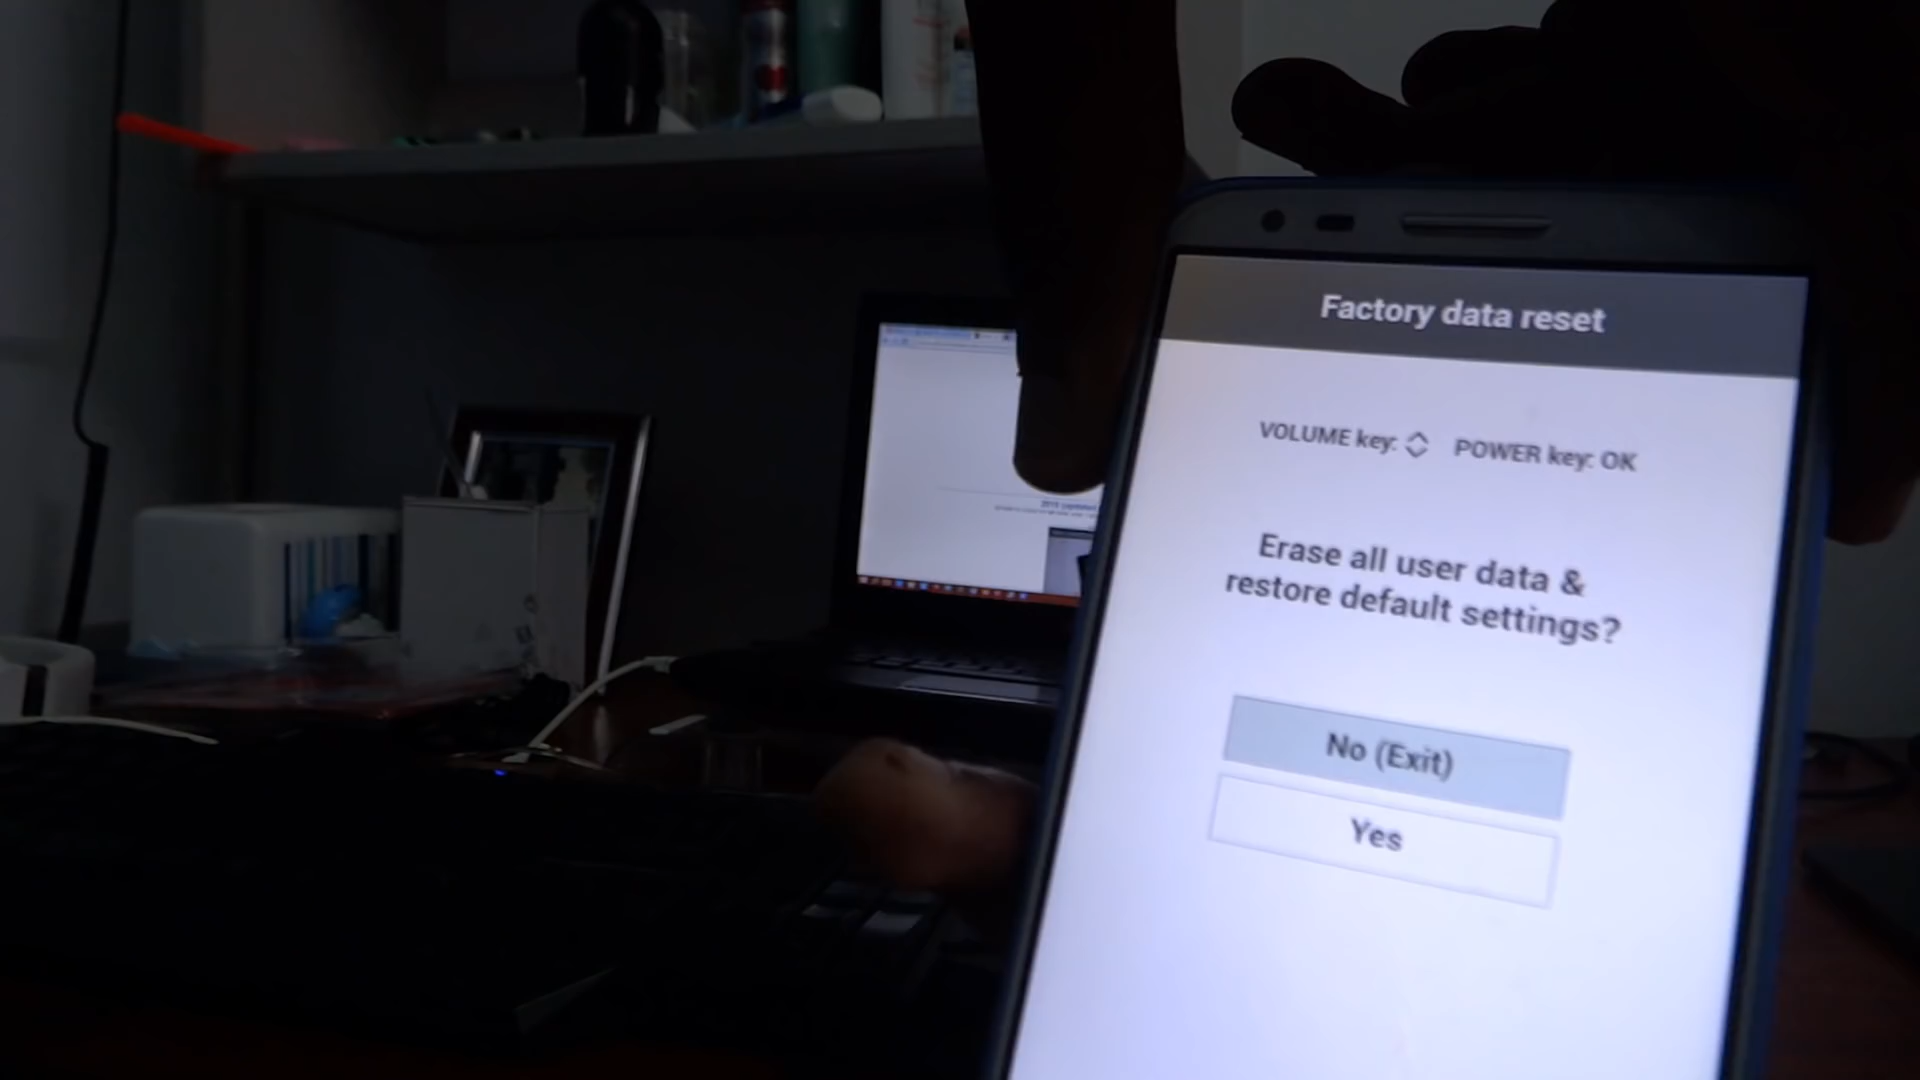 Factory data reset
VOLUME key: POWER key: OK
Erase all user data &
restore default settings?
No (Exit)
Yes